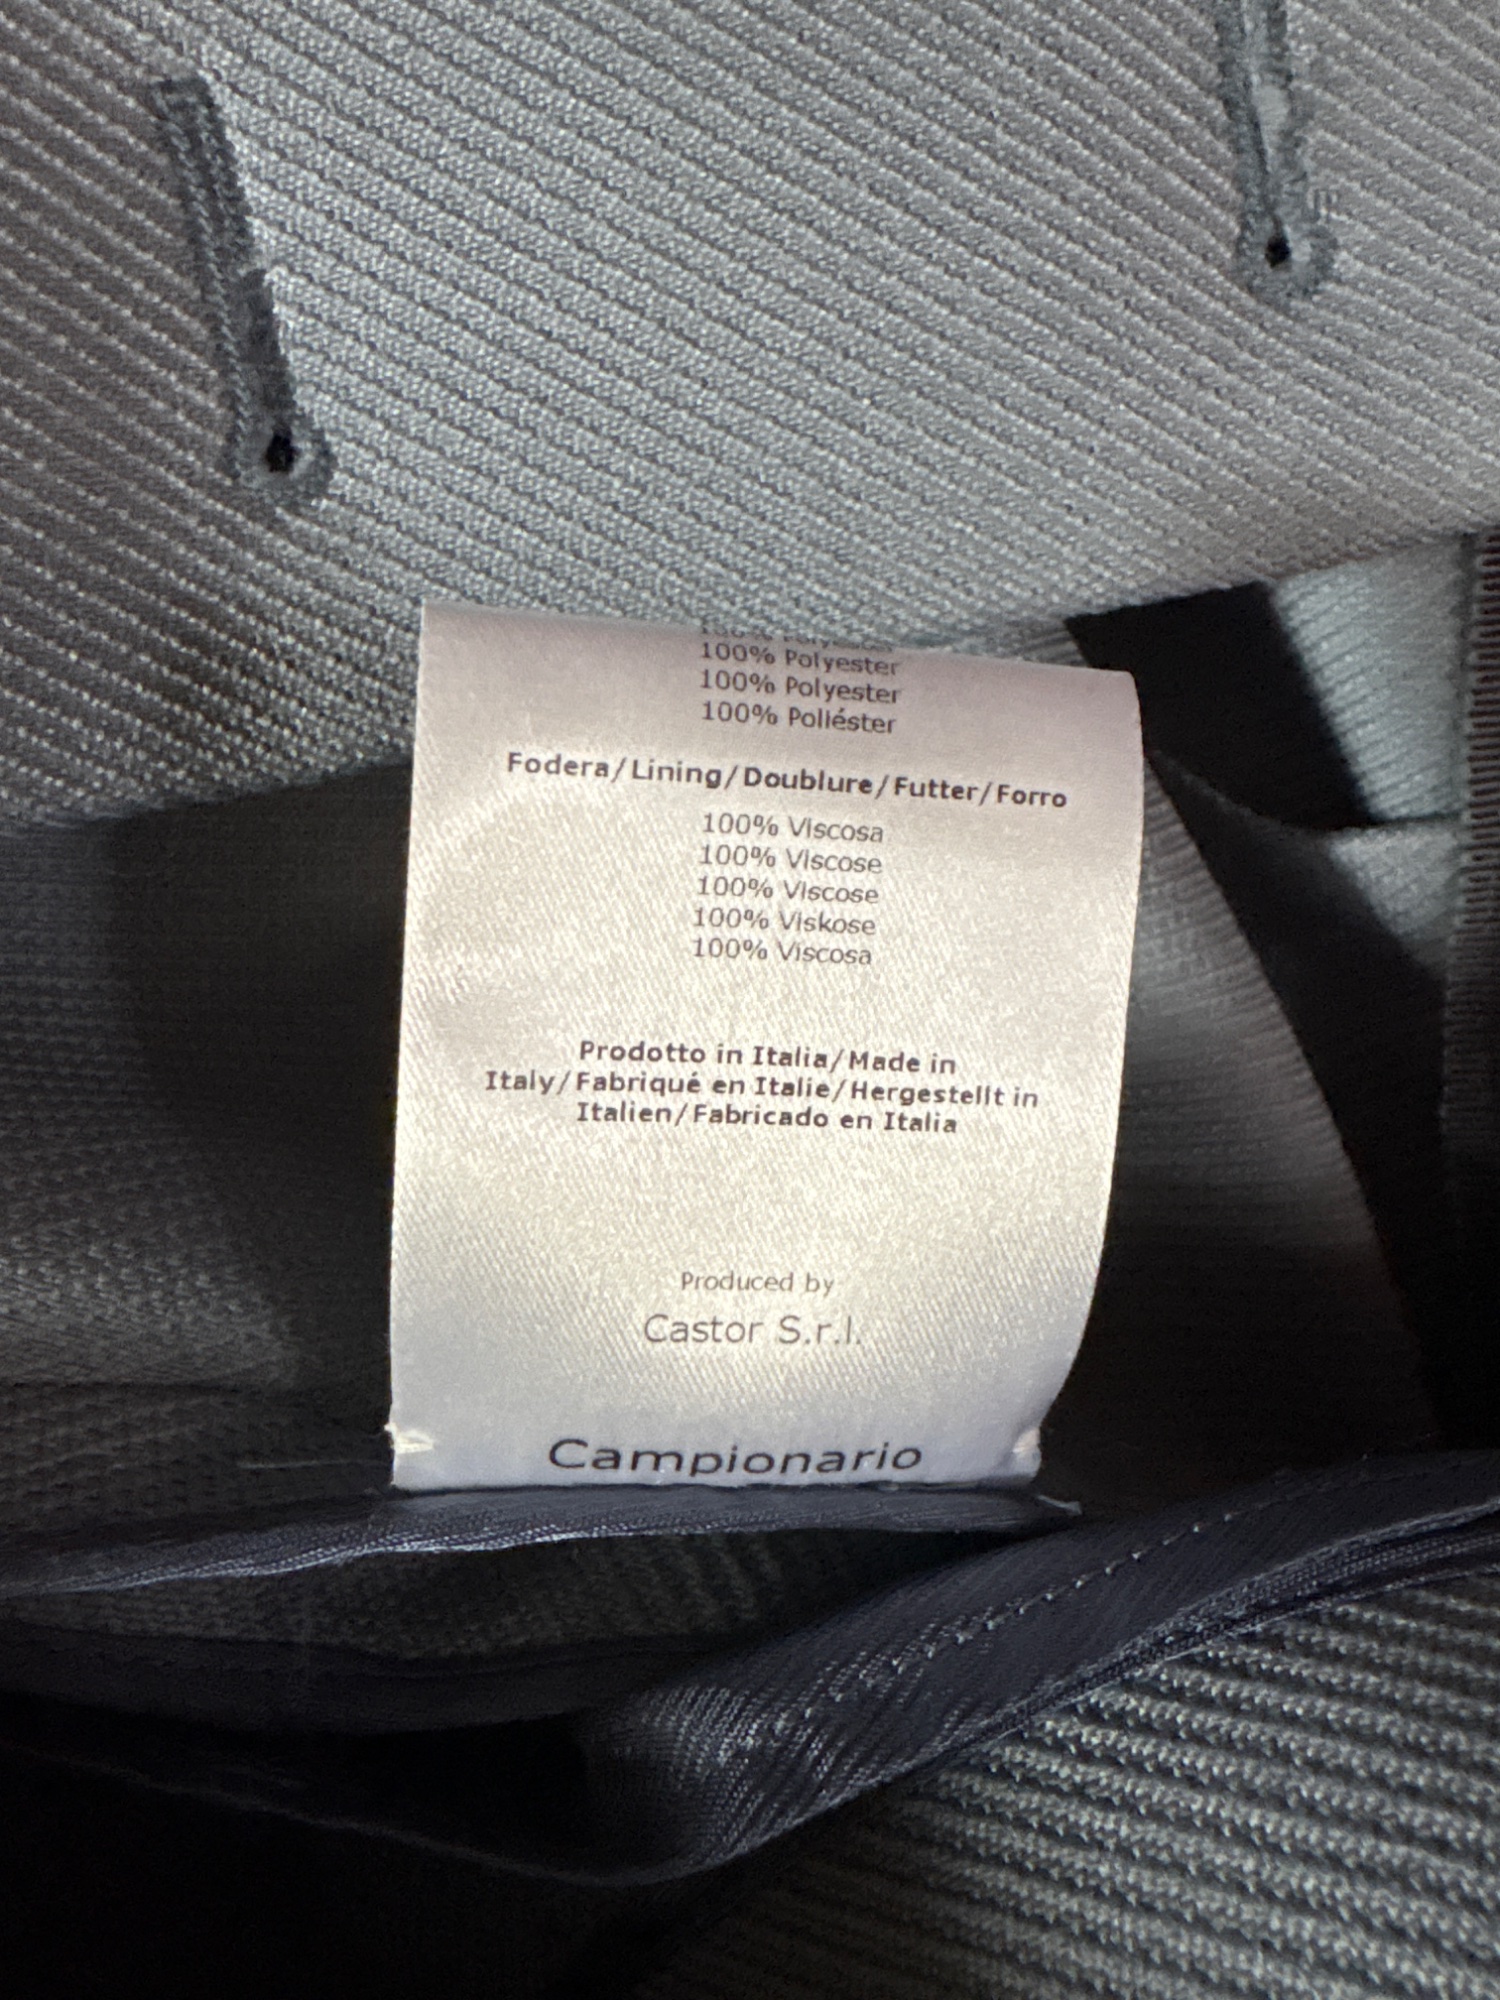 100% Polyester
100% Polyester
100% Polyester
100% Poliéster
Fodera/Lining/Doublure/Futter/Forro
100% Viscosa
100% Viscose
100% Viscose
100% Viskose
100% Viscosa
Prodotto in Italia/Made in
Italy/Fabriqué en Italie/Hergestellt in
Italien/Fabricado en Italia
Produced by
Castor S.r.l.
Campionario